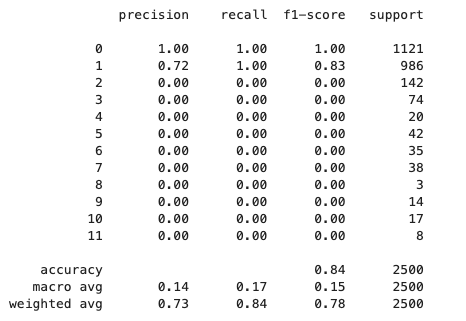 precision recall f1-score support
0 1.00 1.00 1.00 1121
1 0.72 1.00 0.83 986
2 0.00 0.00 0.00 142
3 0.00 0.00 0.00 74
4 0.00 0.00 0.00 20
5 0.00 0.00 0.00 42
6 0.00 0.00 0.00 35
7 0.00 0.00 0.00 38
8 0.00 0.00 0.00 3
9 0.00 0.00 0.00 14
10 0.00 0.00 0.00 17
11 0.00 0.00 0.00 8
accuracy 0.84 2500
macro avg 0.14 0.17 0.15 2500
weighted avg 0.73 0.84 0.78 2500